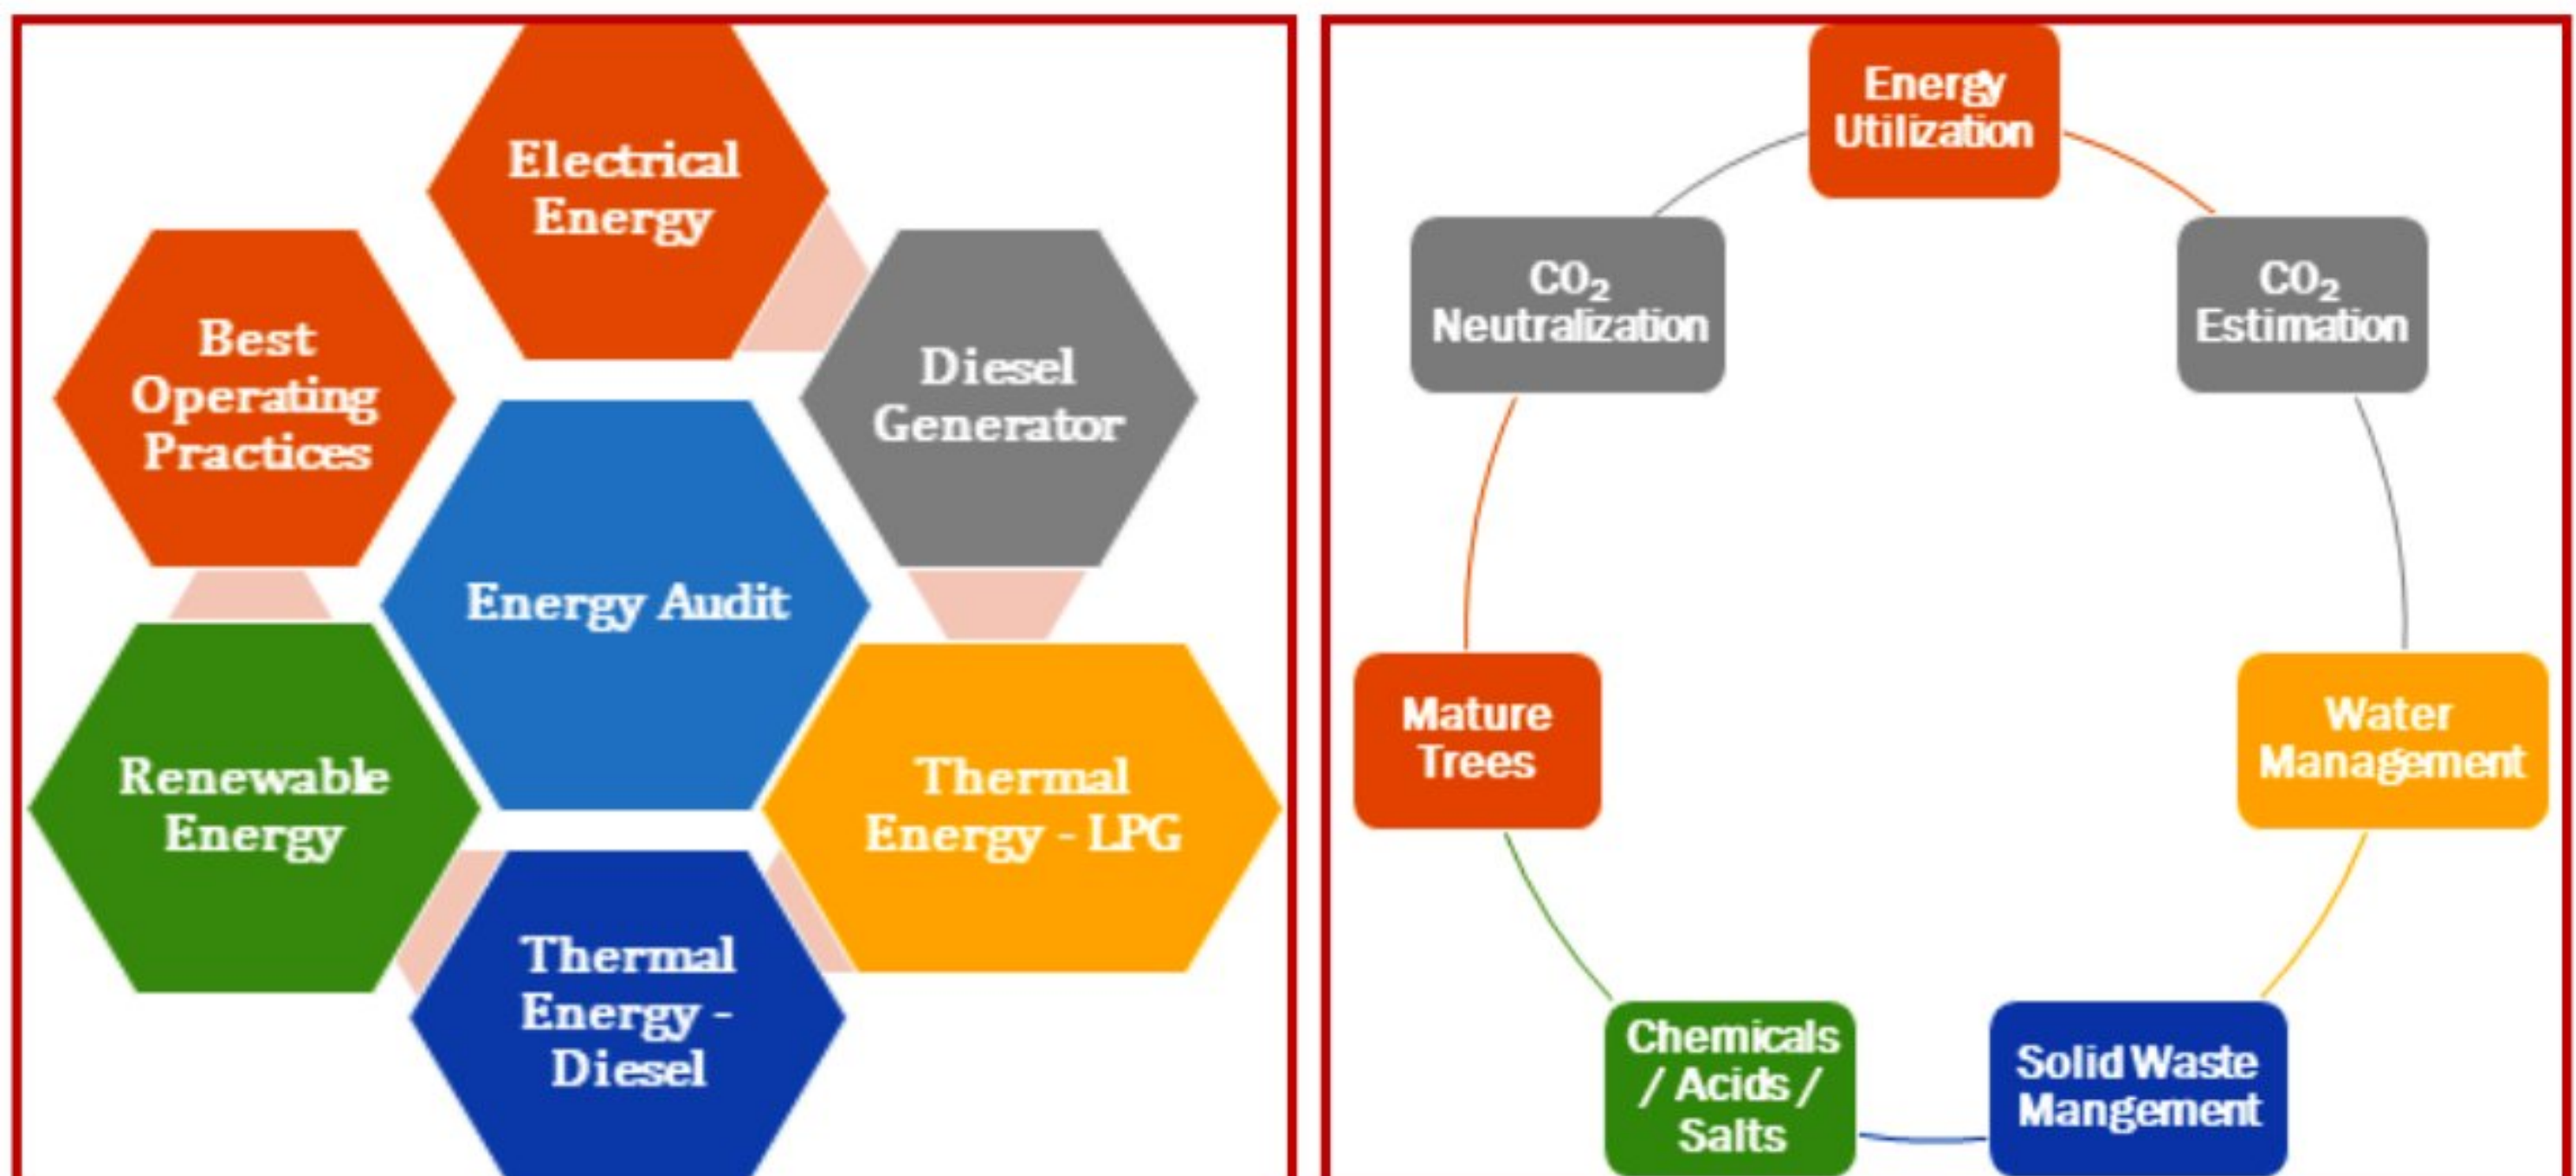 Electrical
Energy
Best
Operating
Practices
Diesel
Generator
Energy Audit
Renewable
Energy
Thermal
Energy - LPG
Thermal
Energy -
Diesel
Energy
Utilization
CO₂
Neutralization
CO₂
Estimation
Mature
Trees
Water
Management
Chemicals
/ Acids /
Salts
Solid Waste
Mangement